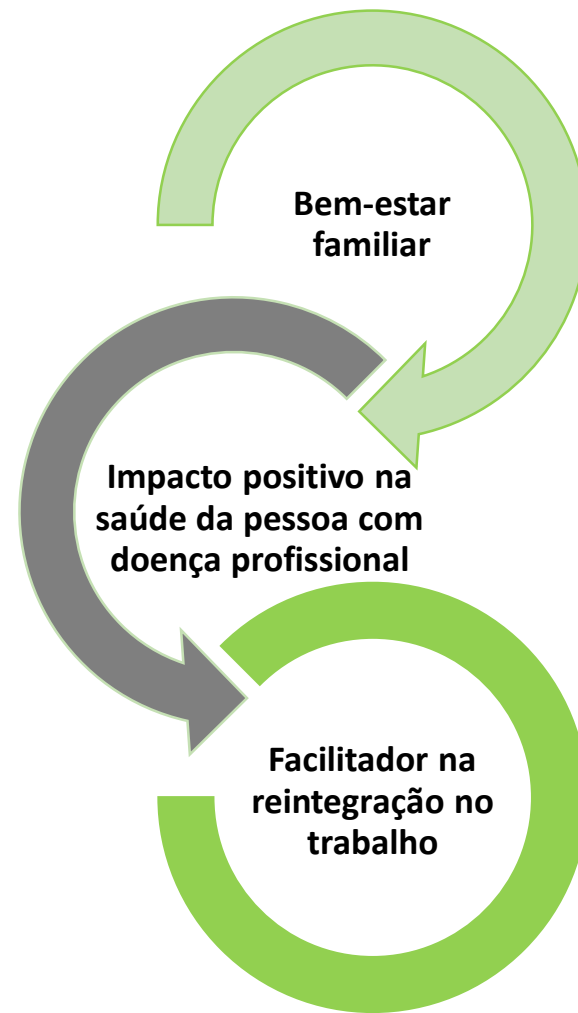 Bem-estar
familiar
Impacto positivo na
saúde da pessoa com
doença profissional
Facilitador na
reintegração no
trabalho